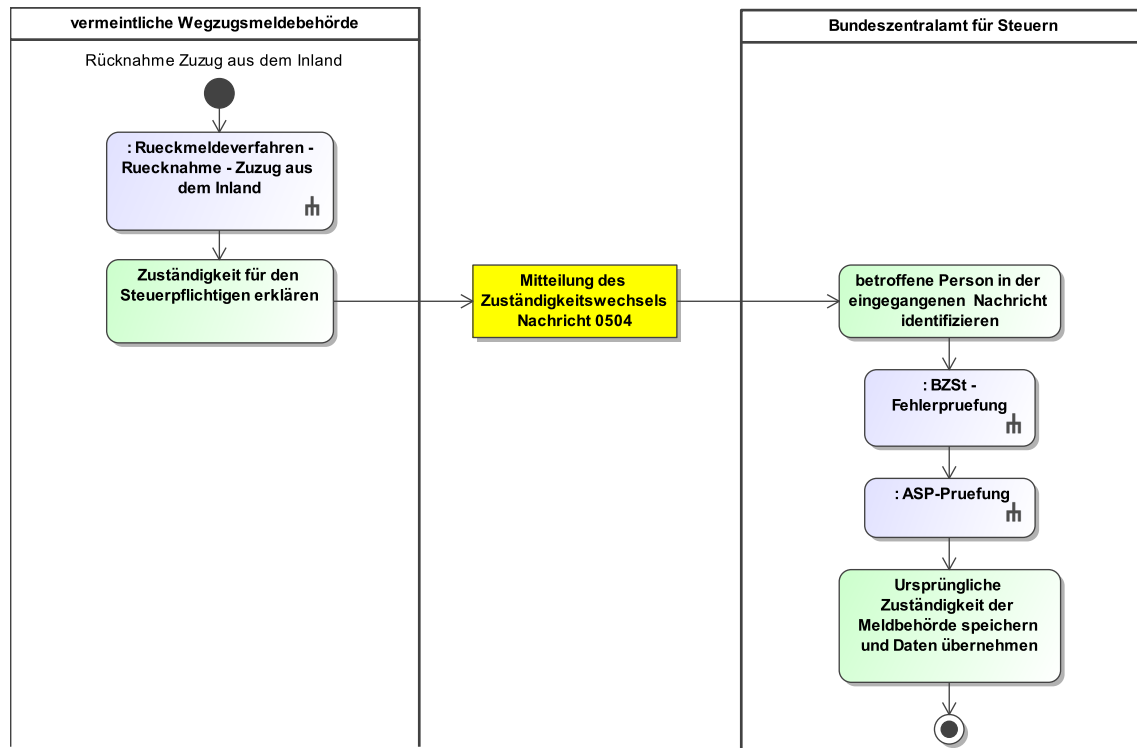 vermeintliche Wegzugsmeldebehörde
Rücknahme Zuzug aus dem Inland
: Rueckmeldeverfahren -
Ruecknahme - Zuzug aus
dem Inland
Zuständigkeit für den
Steuerpflichtigen erklären
Mitteilung des
Zuständigkeitswechsels
Nachricht 0504
Bundeszentralamt für Steuern
betroffene Person in der
eingegangenen Nachricht
identifizieren
: BZSt -
Fehlerpruefung
: ASP-Pruefung
Ursprüngliche
Zuständigkeit der
Meldbehörde speichern
und Daten übernehmen